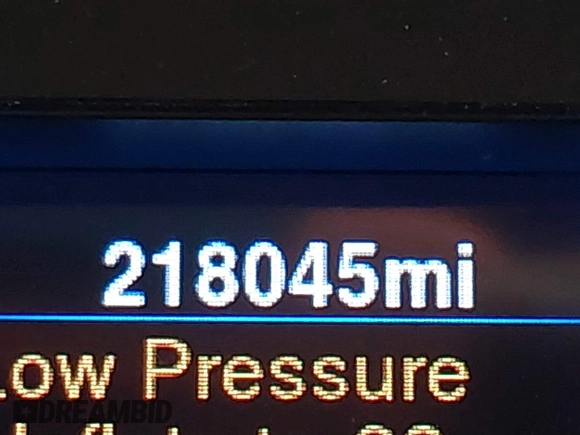 218045mi
Low Pressure
DREAMBID